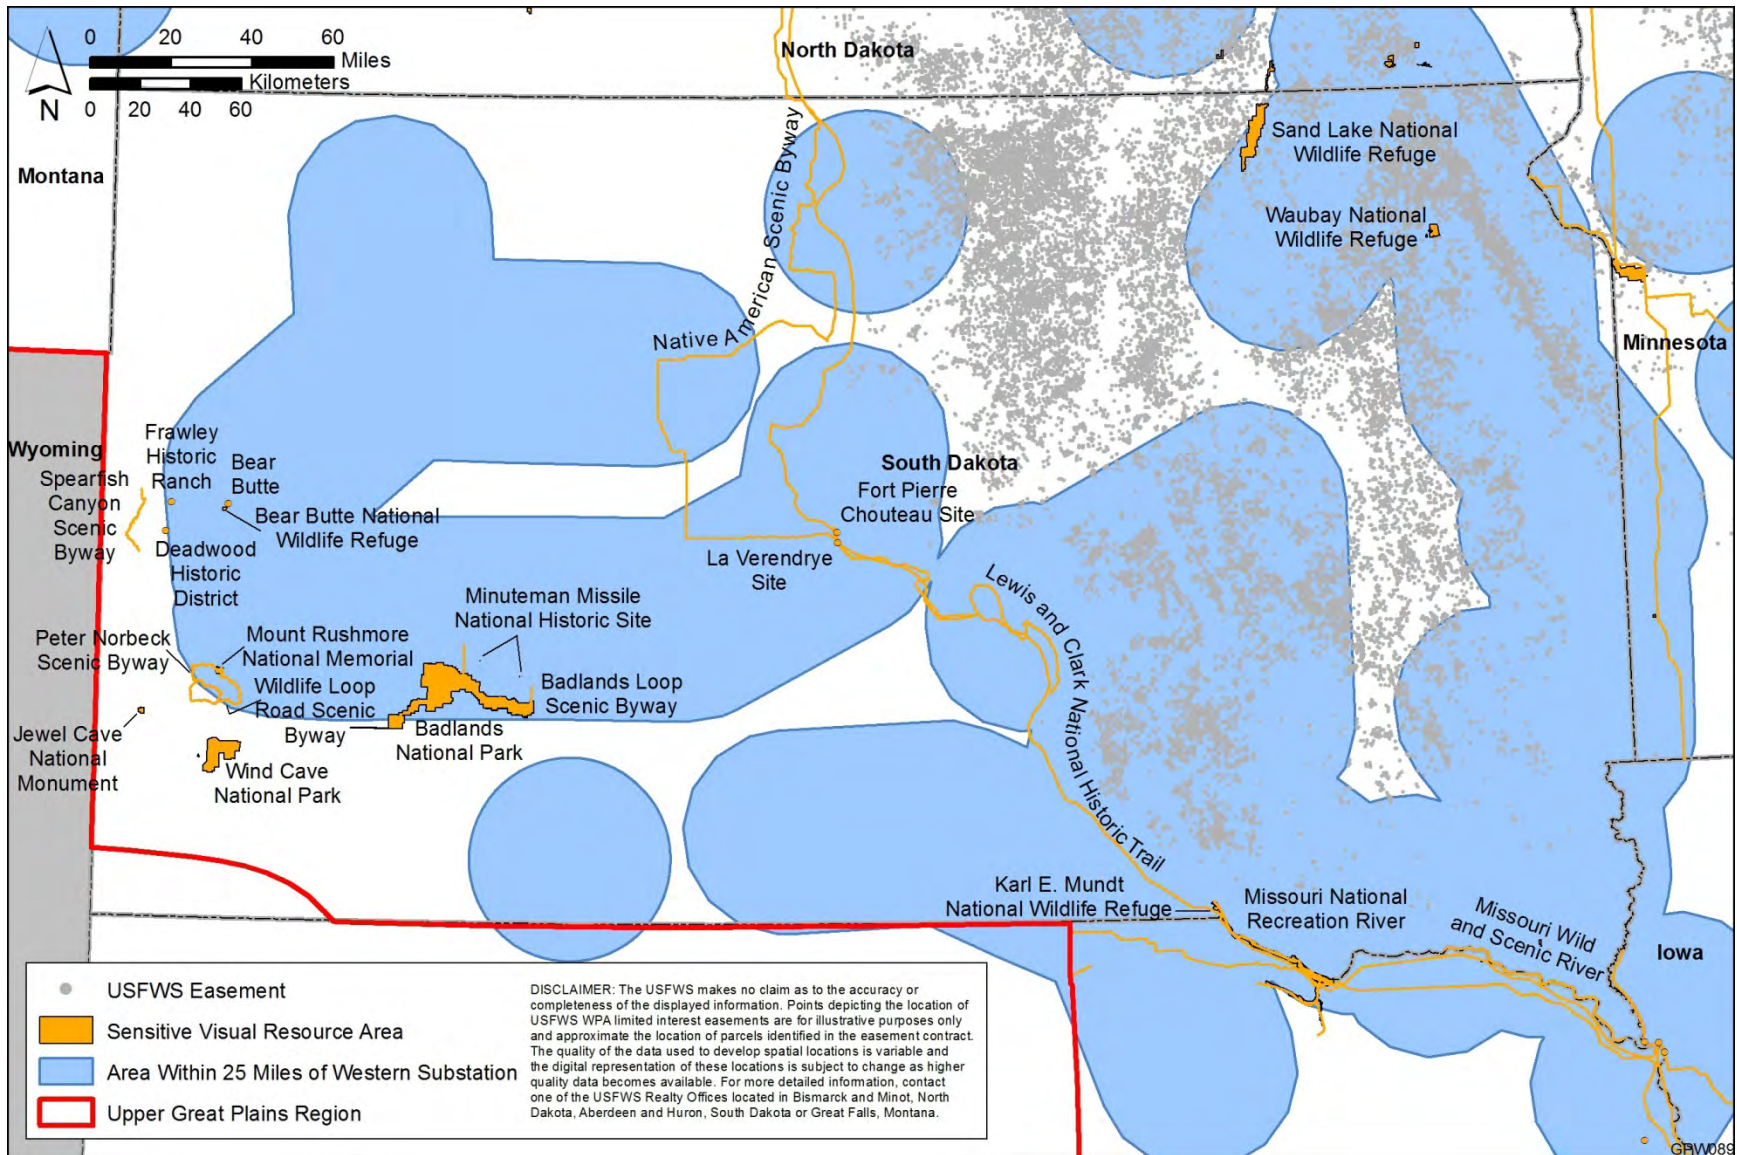 0 20 40 60
Miles
Kilometers
0 20 40 60
N
North Dakota
Montana
Native American Scenic Byway
Sand Lake National
Wildlife Refuge
Waubay National
Wildlife Refuge
Minnesota
Wyoming
Spearfish
Canyon
Scenic
Byway
Frawley
Historic
Ranch
Bear
Butte
Bear Butte National
Wildlife Refuge
Deadwood
Historic
District
South Dakota
Fort Pierre
Chouteau Site
La Verendrye
Site
Minuteman Missile
National Historic Site
Lewis and Clark National Historic Trail
Peter Norbeck
Scenic Byway
Mount Rushmore
National Memorial
Wildlife Loop
Road Scenic
Byway
Badlands Loop
Scenic Byway
Badlands
National Park
Jewel Cave
National
Monument
Wind Cave
National Park
Karl E. Mundt
National Wildlife Refuge
Missouri National
Recreation River
Missouri Wild
and Scenic River
Iowa
USFWS Easement
Sensitive Visual Resource Area
Area Within 25 Miles of Western Substation
Upper Great Plains Region
DISCLAIMER: The USFWS makes no claim as to the accuracy or
completeness of the displayed information. Points depicting the location of
USFWS WPA limited interest easements are for illustrative purposes only
and approximate the location of parcels identified in the easement contract.
The quality of the data used to develop spatial locations is variable and
the digital representation of these locations is subject to change as higher
quality data becomes available. For more detailed information, contact
one of the USFWS Realty Offices located in Bismarck and Minot, North
Dakota, Aberdeen and Huron, South Dakota or Great Falls, Montana.
GPW089